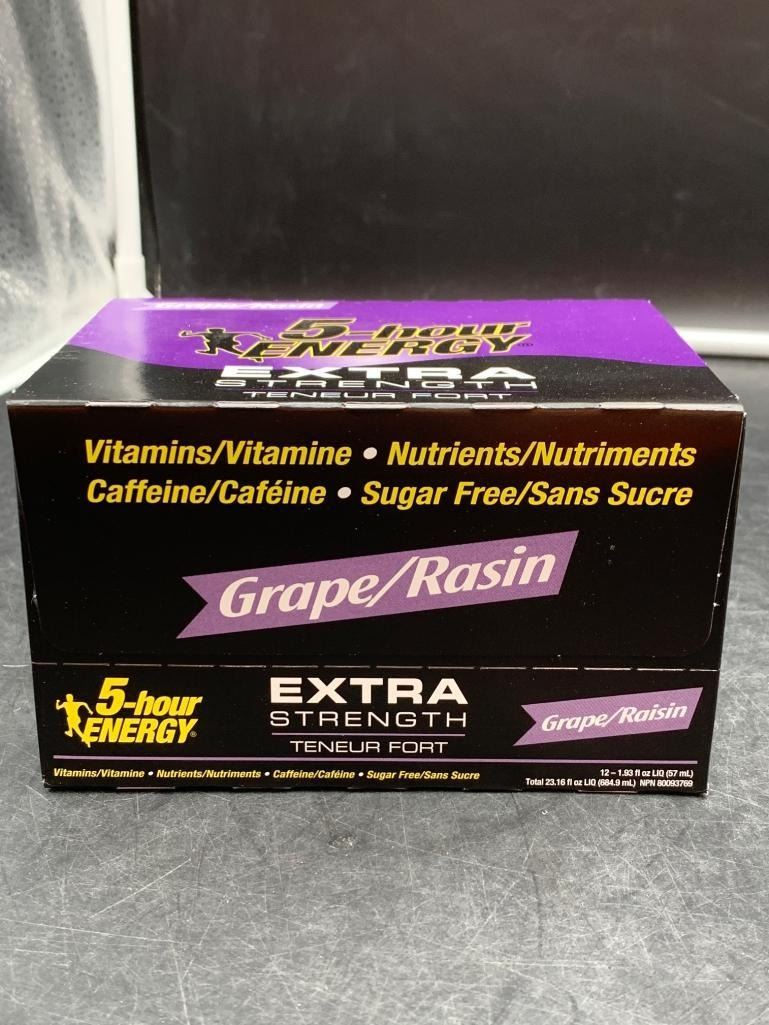 Grape/Rasin
5-hour
ENERGY®
EXTRA
STRENGTH
TENEUR FORT
Vitamins/Vitamine • Nutrients/Nutriments
Caffeine/Caféine • Sugar Free/Sans Sucre
Grape/Rasin
5-hour
ENERGY®
EXTRA
STRENGTH
TENEUR FORT
Grape/Raisin
Vitamins/Vitamine • Nutrients/Nutriments • Caffeine/Caféine • Sugar Free/Sans Sucre
12 – 1.93 fl oz LIQ (57 mL)
Total 23.16 fl oz LIQ (684.9 mL) NPN 80093769